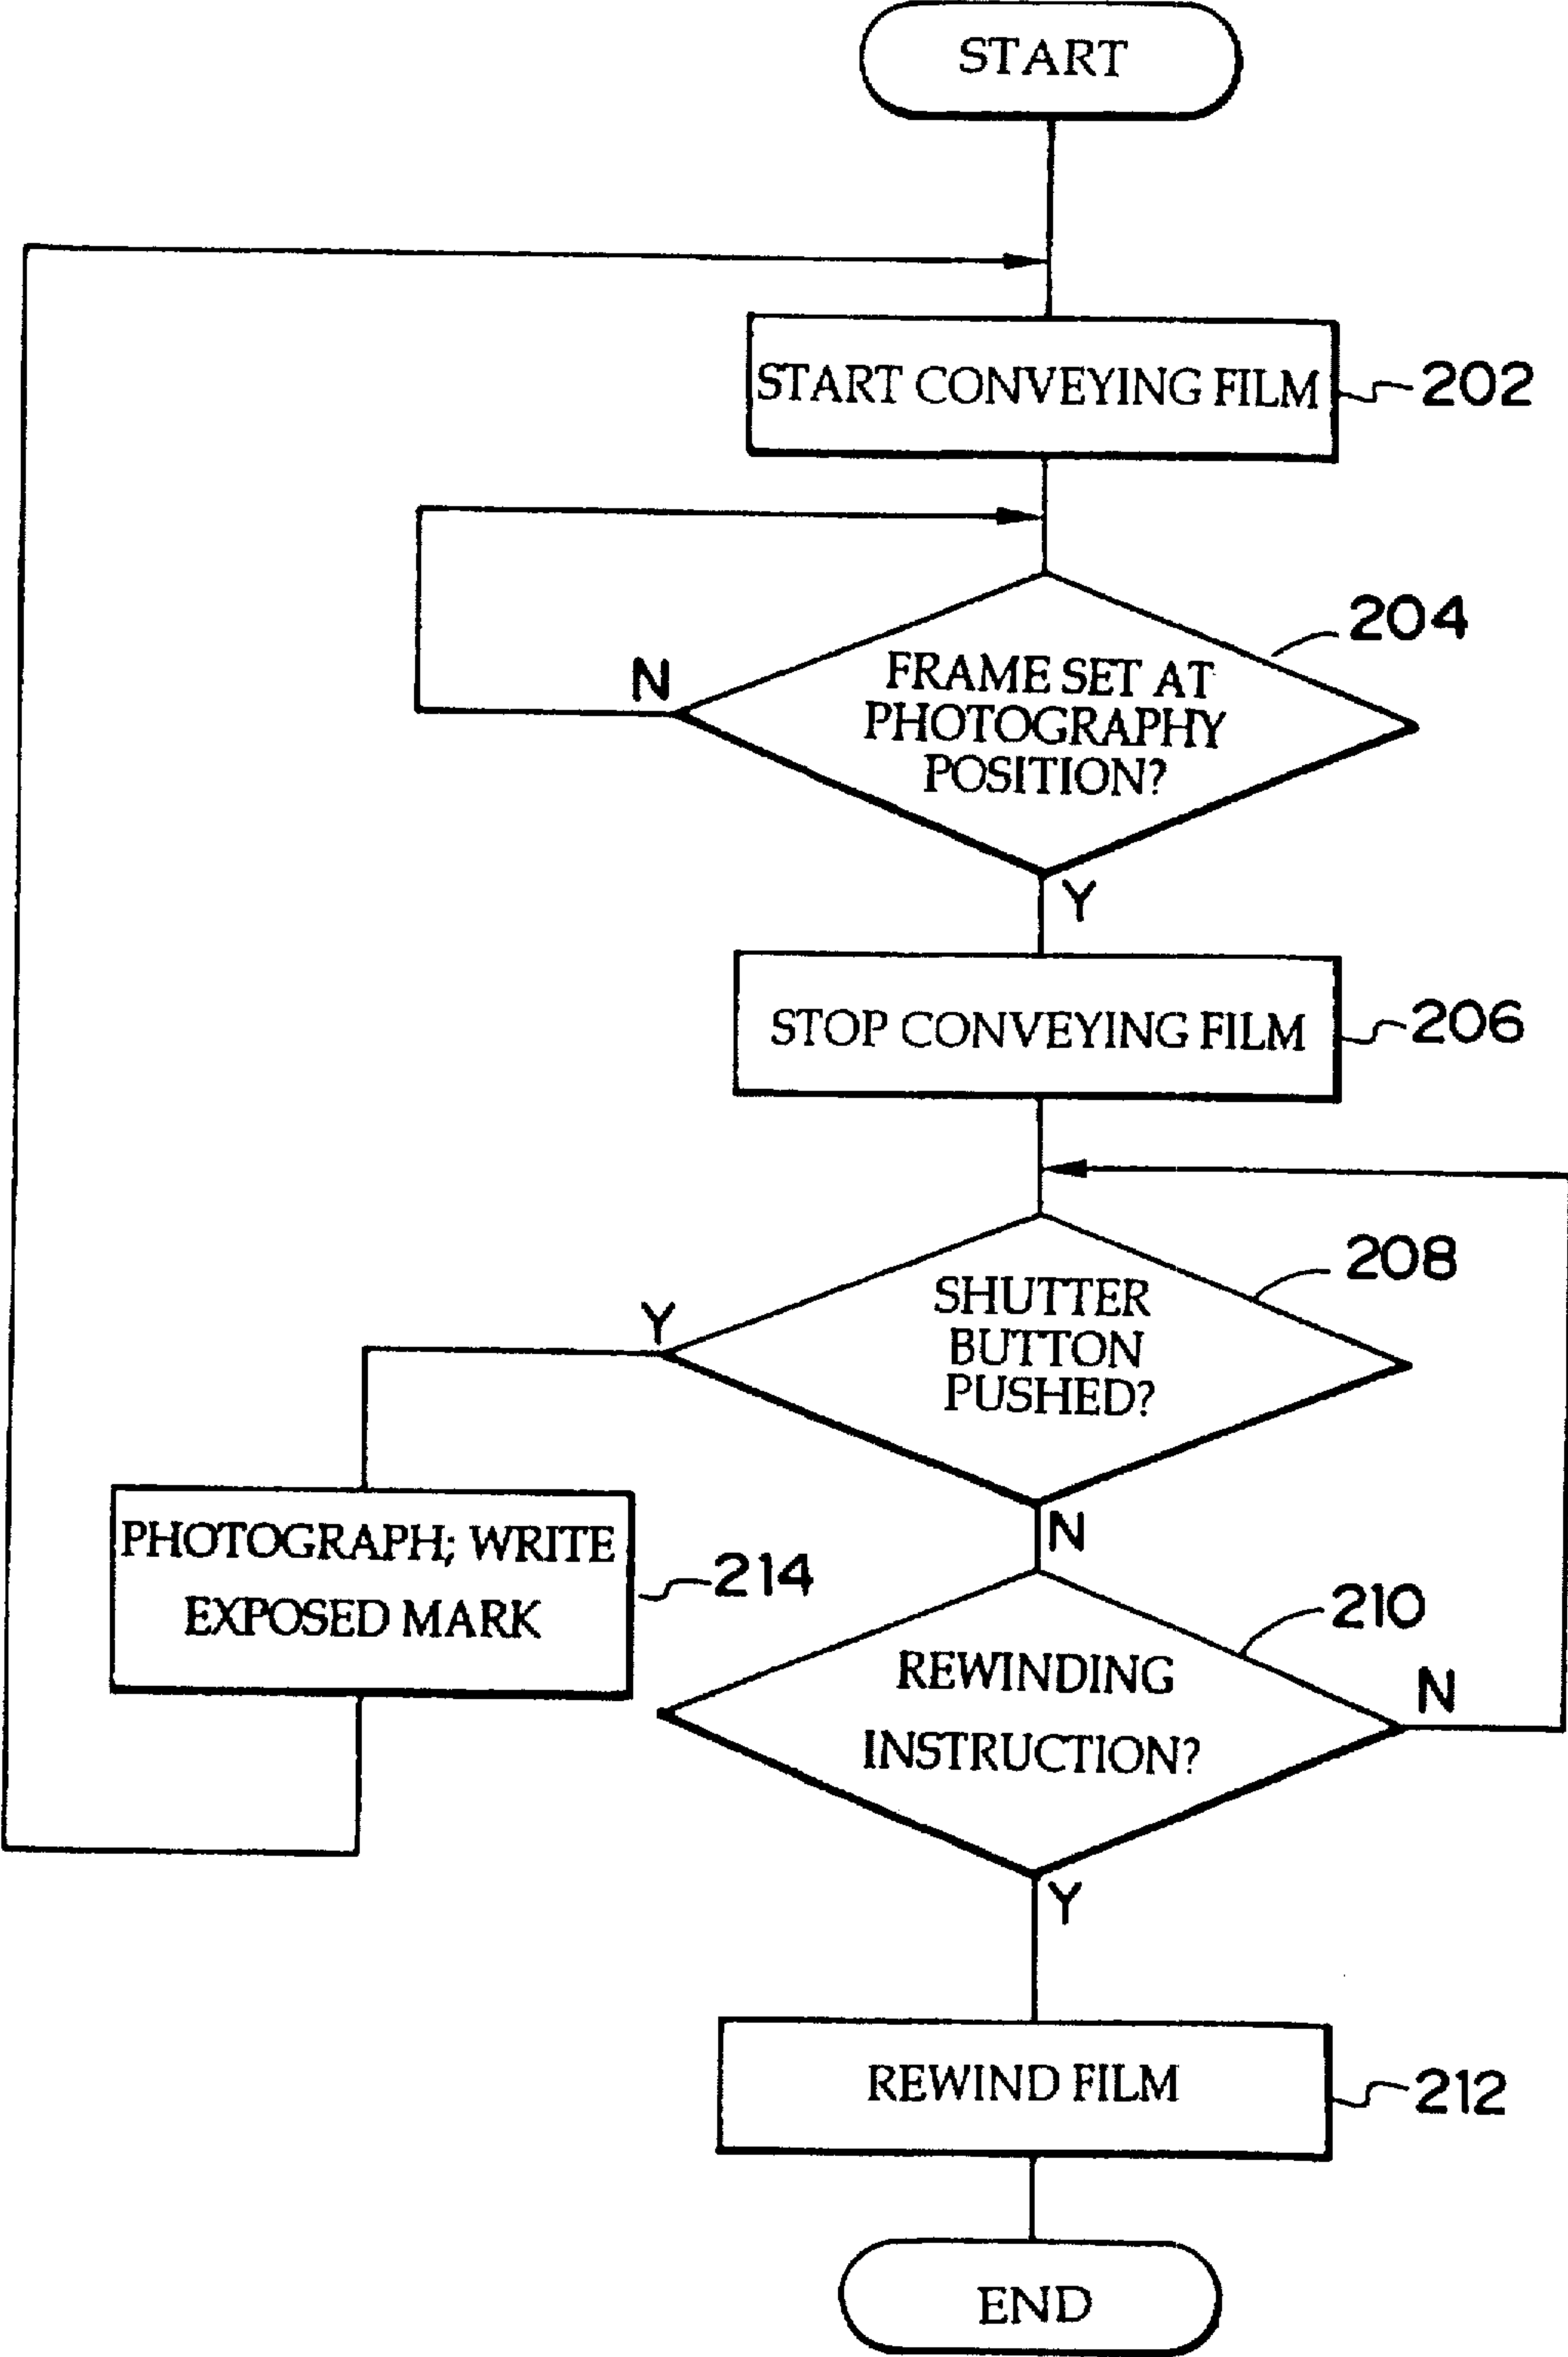 START
START CONVEYING FILM
202
204
FRAME SET AT
PHOTOGRAPHY
POSITION?
N
Y
STOP CONVEYING FILM
206
208
SHUTTER
BUTTON
PUSHED?
Y
N
PHOTOGRAPH; WRITE
EXPOSED MARK
214
210
REWINDING
INSTRUCTION?
N
Y
REWIND FILM
212
END